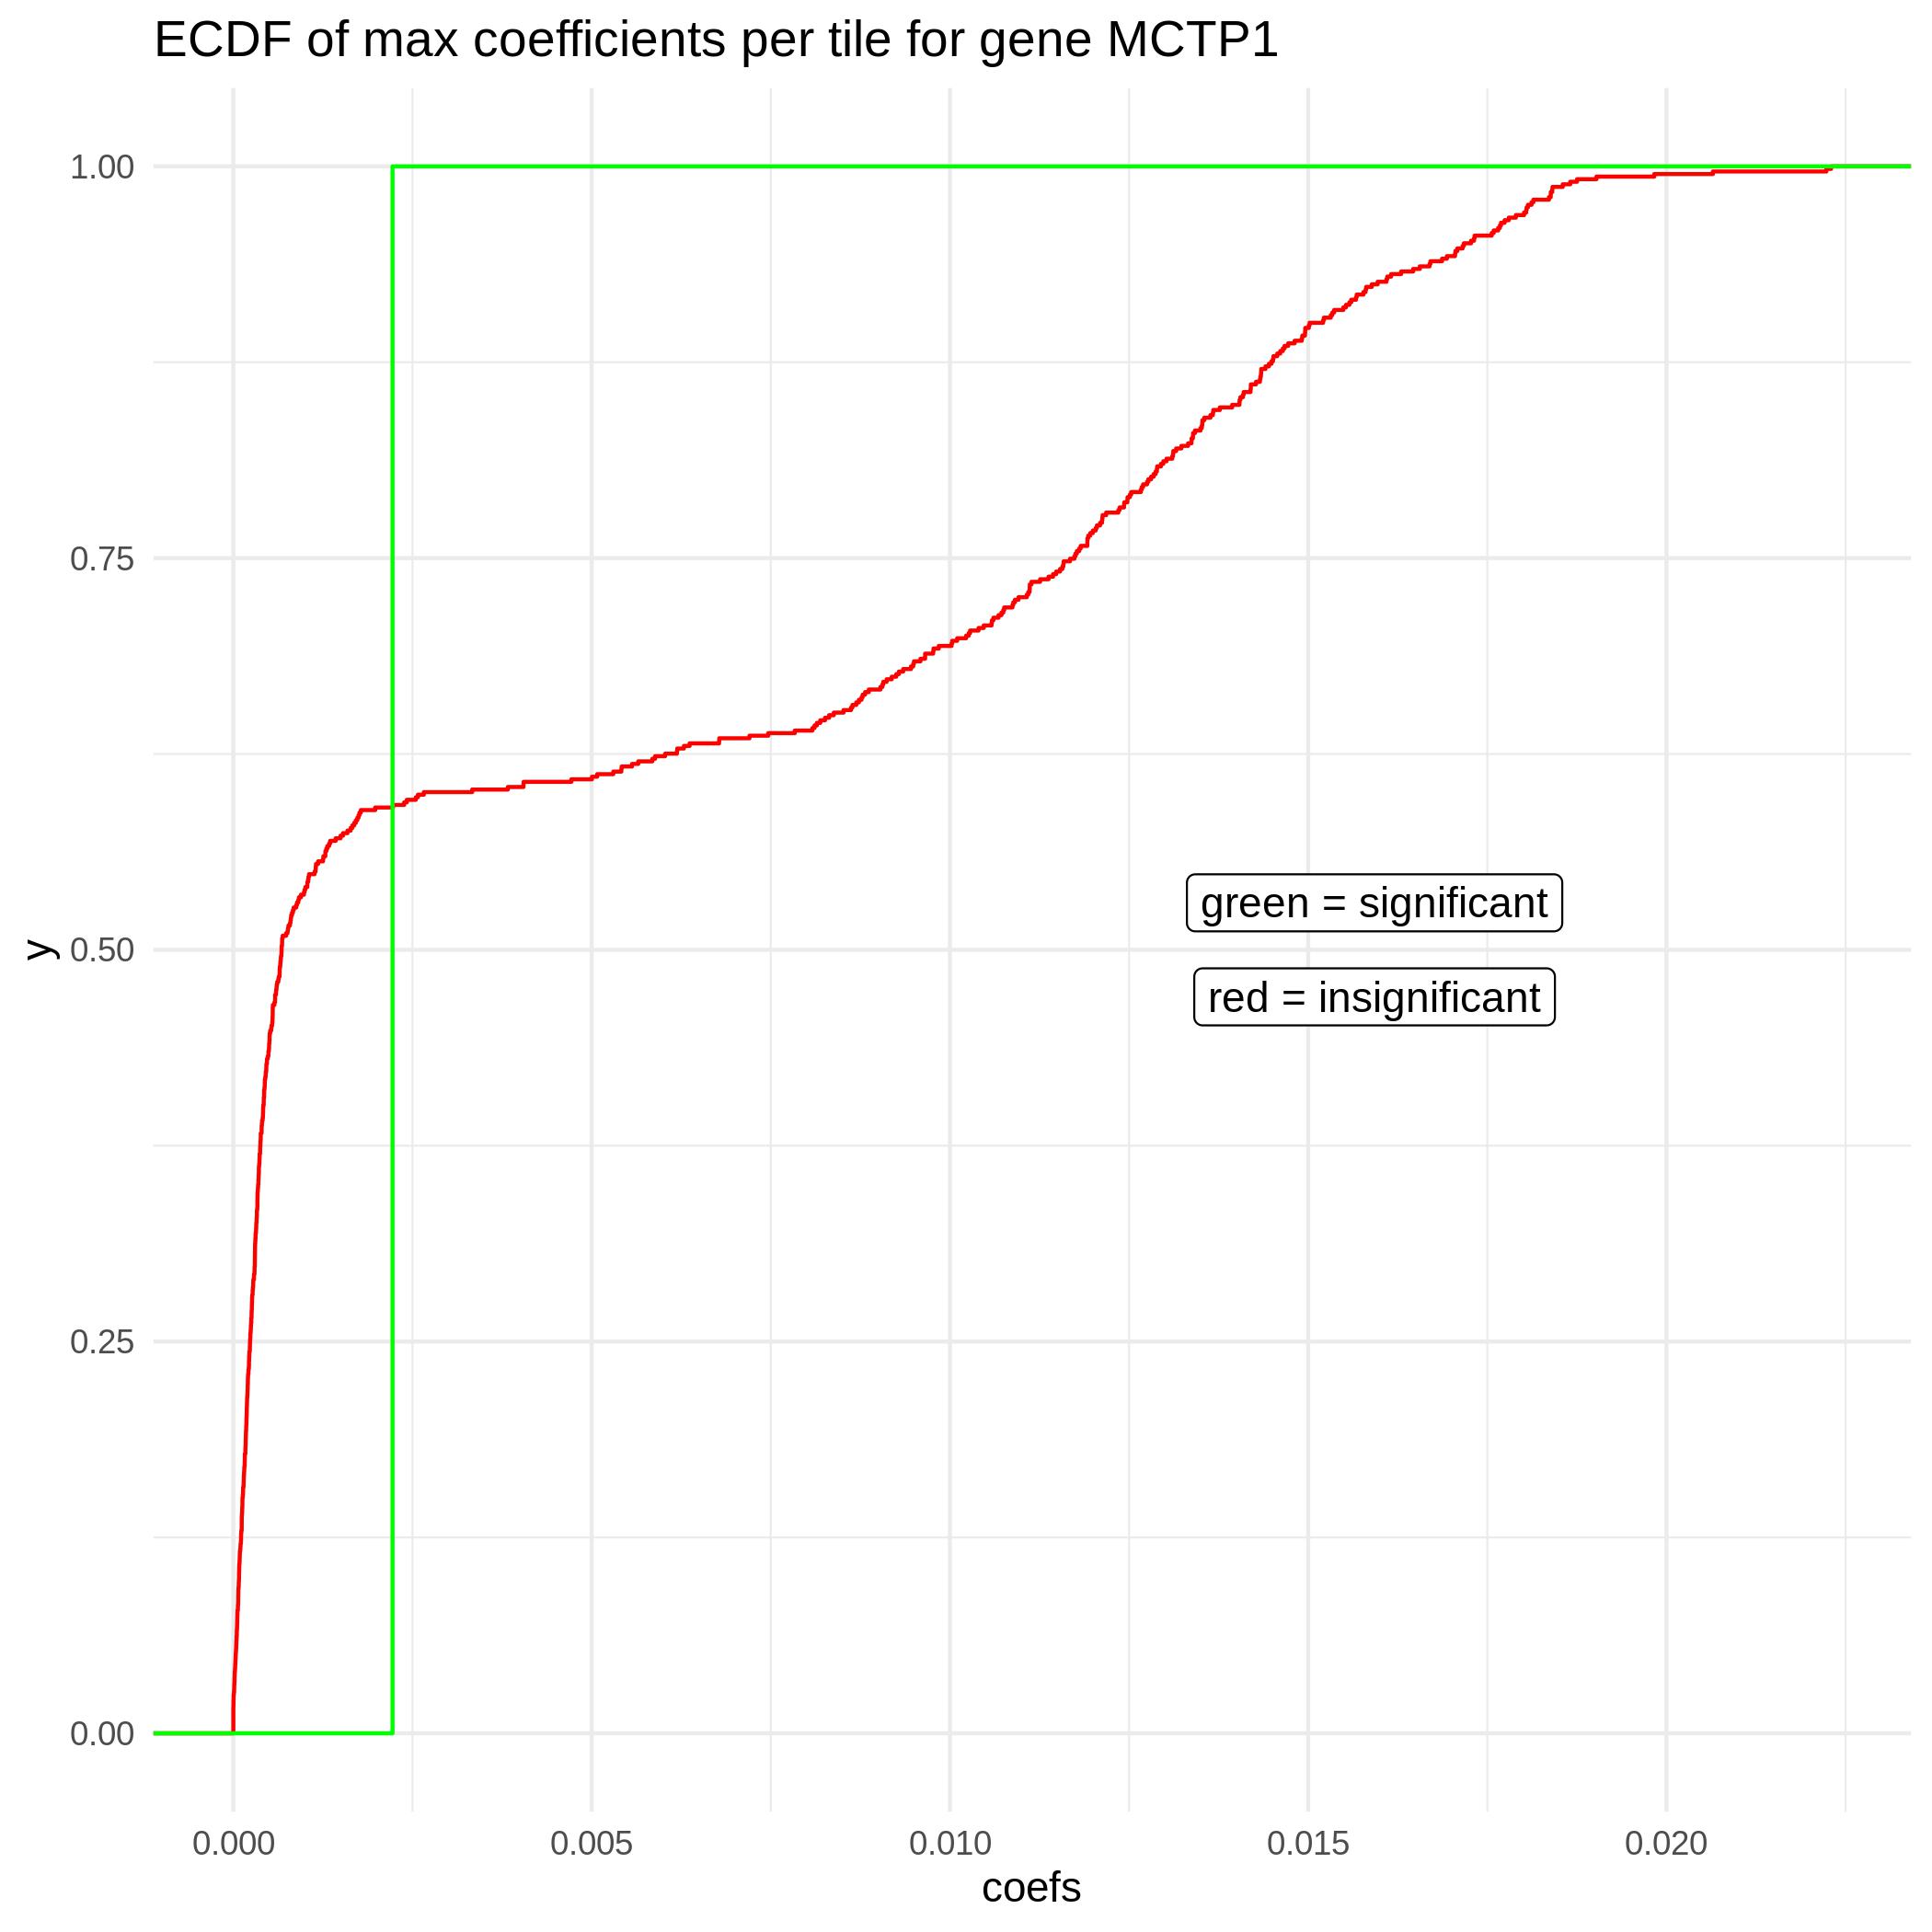 ECDF of max coefficients per tile for gene MCTP1
1.00
0.75
0.50
0.25
0.00
y
green = significant
red = insignificant
0.000 0.005 0.010 0.015 0.020
coefs